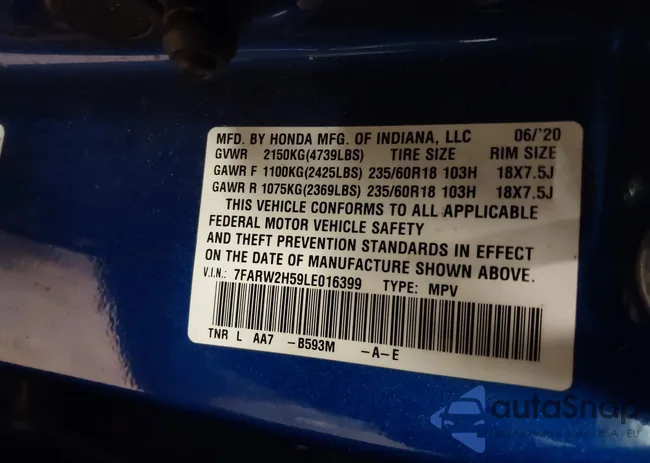 MFD. BY HONDA MFG. OF INDIANA, LLC 06/'20
GVWR 2150KG(4739LBS) TIRE SIZE RIM SIZE
GAWR F 1100KG(2425LBS) 235/60R18 103H 18X7.5J
GAWR R 1075KG(2369LBS) 235/60R18 103H 18X7.5J
THIS VEHICLE CONFORMS TO ALL APPLICABLE
FEDERAL MOTOR VEHICLE SAFETY
AND THEFT PREVENTION STANDARDS IN EFFECT
ON THE DATE OF MANUFACTURE SHOWN ABOVE.
V.I.N.: 7FARW2H59LE016399 TYPE: MPV
TNR L AA7 -B593M -A-E
autoSnap